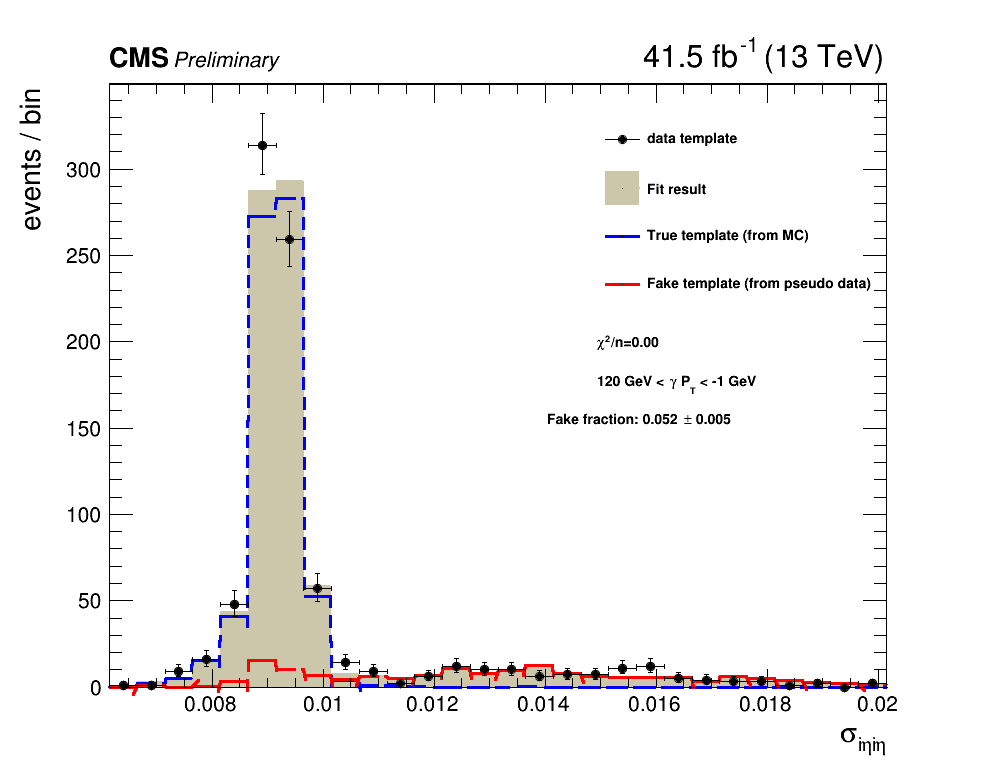 CMS Preliminary 41.5 fb⁻¹ (13 TeV)
events / bin
data template
Fit result
True template (from MC)
Fake template (from pseudo data)
χ²/n=0.00
120 GeV < γ P_T < -1 GeV
Fake fraction: 0.052 ± 0.005
300
250
200
150
100
50
0
0.008 0.01 0.012 0.014 0.016 0.018 0.02
σ_iηiη